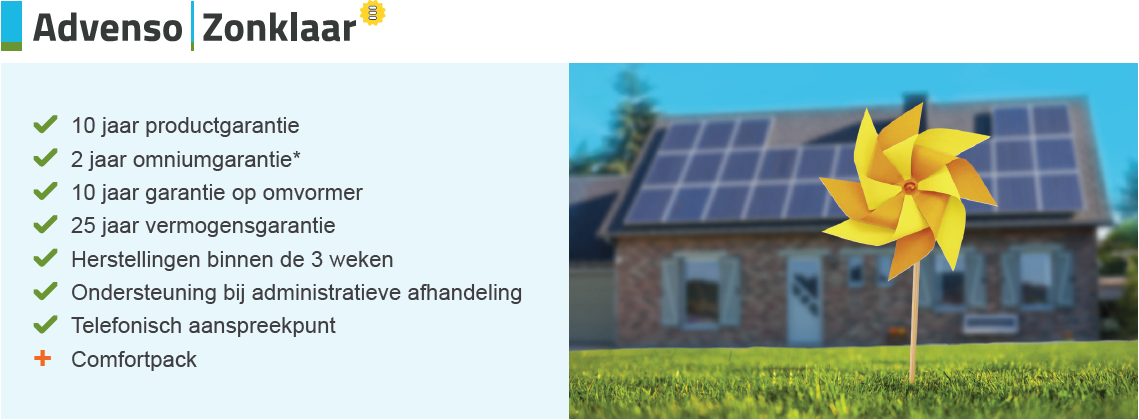 Advenso Zonklaar
10 jaar productgarantie
2 jaar omniumgarantie*
10 jaar garantie op omvormer
25 jaar vermogensgarantie
Herstellingen binnen de 3 weken
Ondersteuning bij administratieve afhandeling
Telefonisch aanspreekpunt
Comfortpack